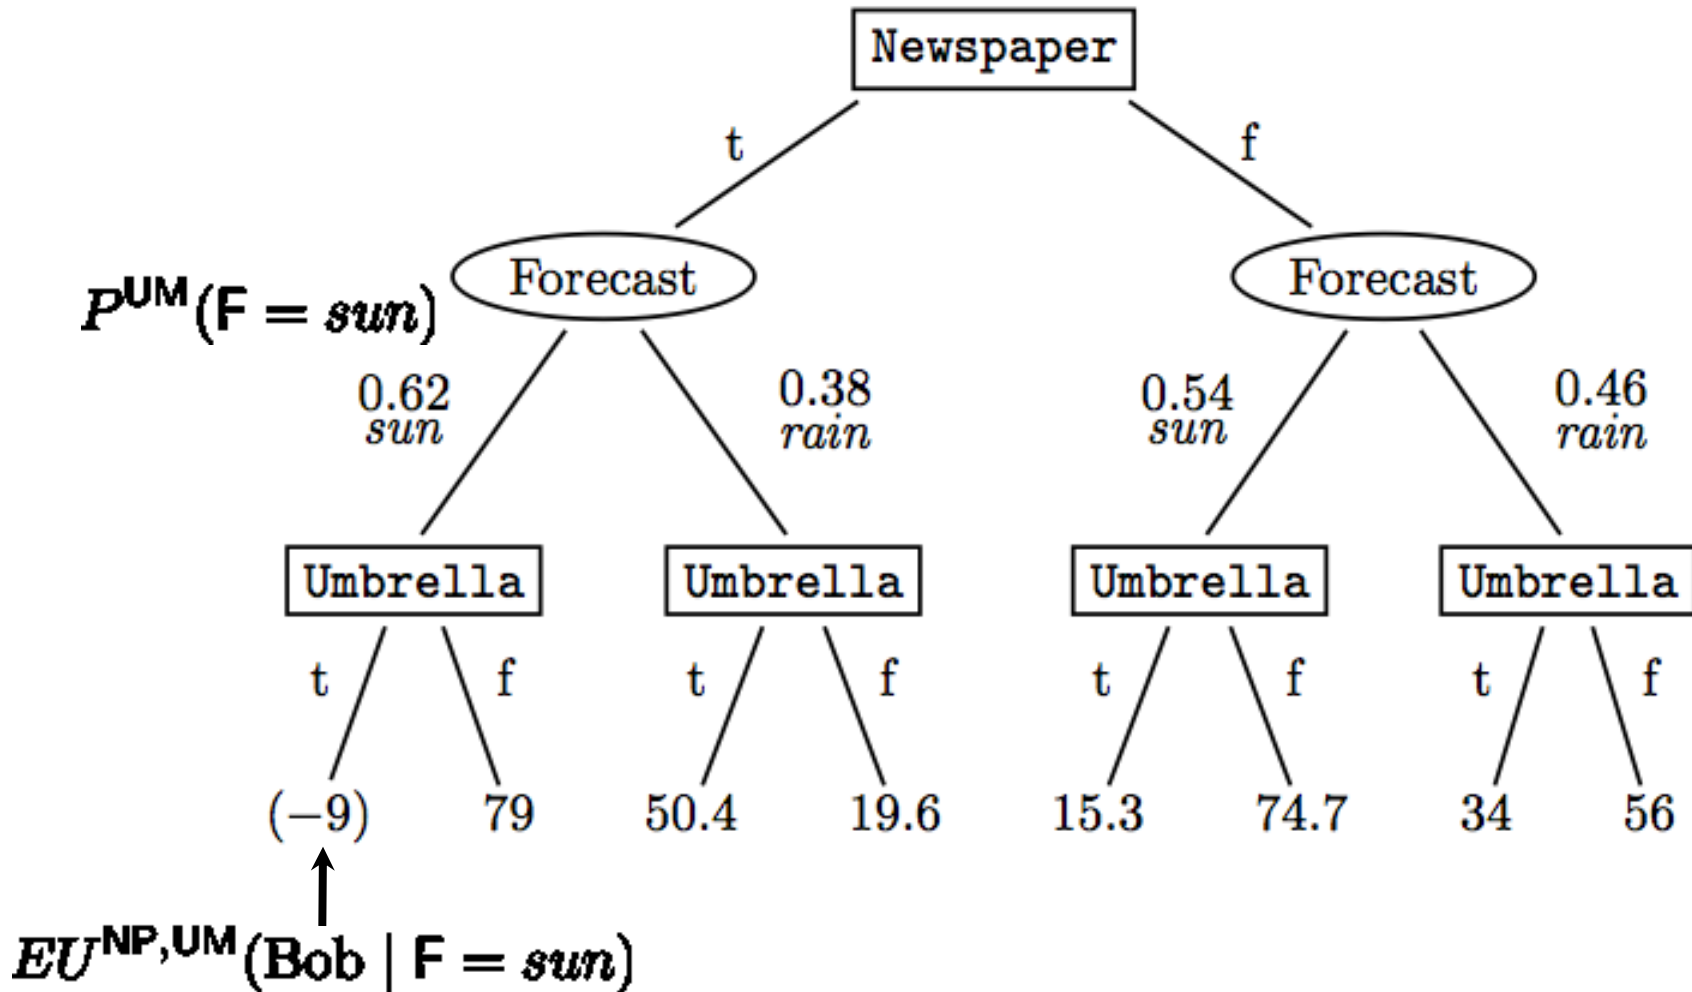 Newspaper
t f
Forecast Forecast
P^UM(F = sun)
0.62 0.38 0.54 0.46
sun rain sun rain
Umbrella Umbrella Umbrella Umbrella
t f t f t f t f
(−9) 79 50.4 19.6 15.3 74.7 34 56
EU^NP,UM(Bob | F = sun)